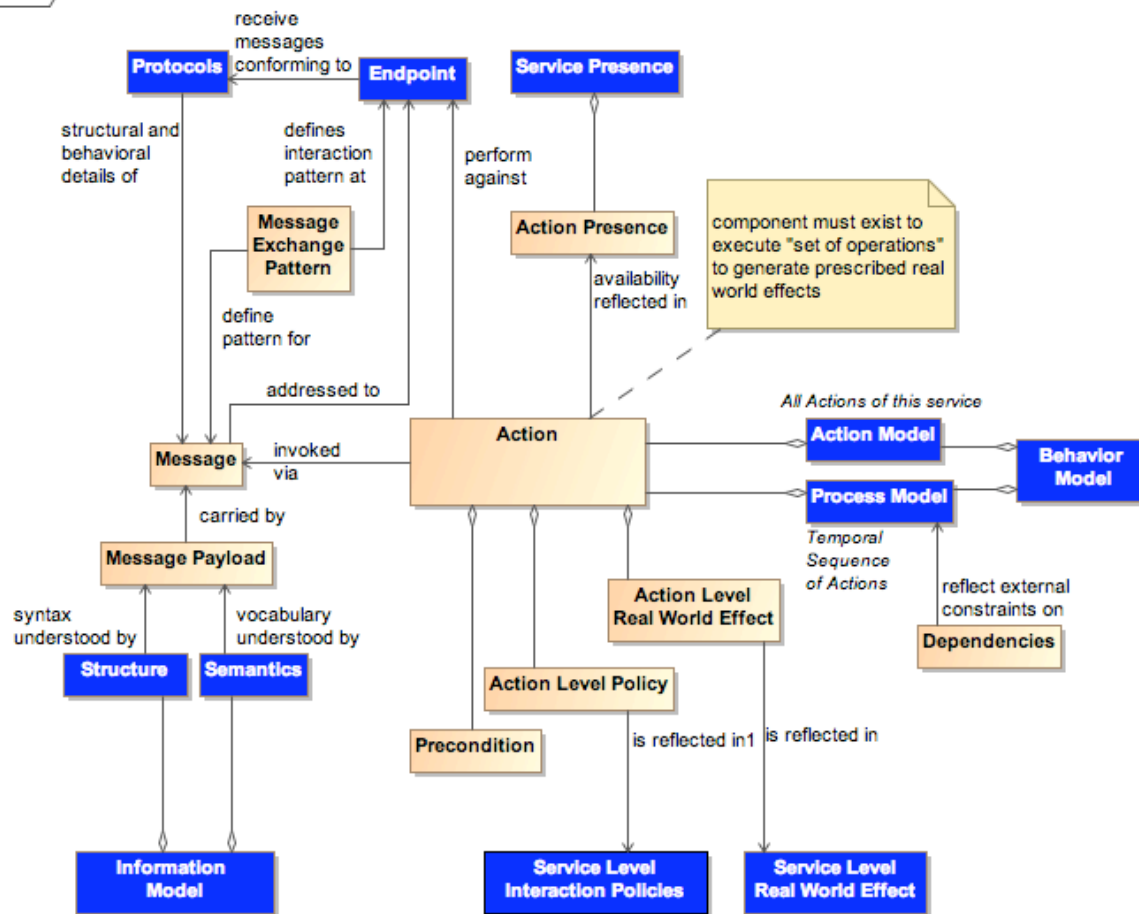 receive
messages
conforming to
Protocols
Endpoint
Service Presence
structural and
behavioral
details of
defines
interaction
pattern at
perform
against
Message
Exchange
Pattern
Action Presence
component must exist to
execute "set of operations"
to generate prescribed real
world effects
availability
reflected in
define
pattern for
addressed to
All Actions of this service
Action
Action Model
Behavior
Model
Message
invoked
via
Process Model
carried by
Temporal
Sequence
of Actions
Message Payload
reflect external
constraints on
Action Level
Real World Effect
syntax
understood by
vocabulary
understood by
Dependencies
Structure
Semantics
Action Level Policy
Precondition
is reflected in1
is reflected in
Information
Model
Service Level
Interaction Policies
Service Level
Real World Effect